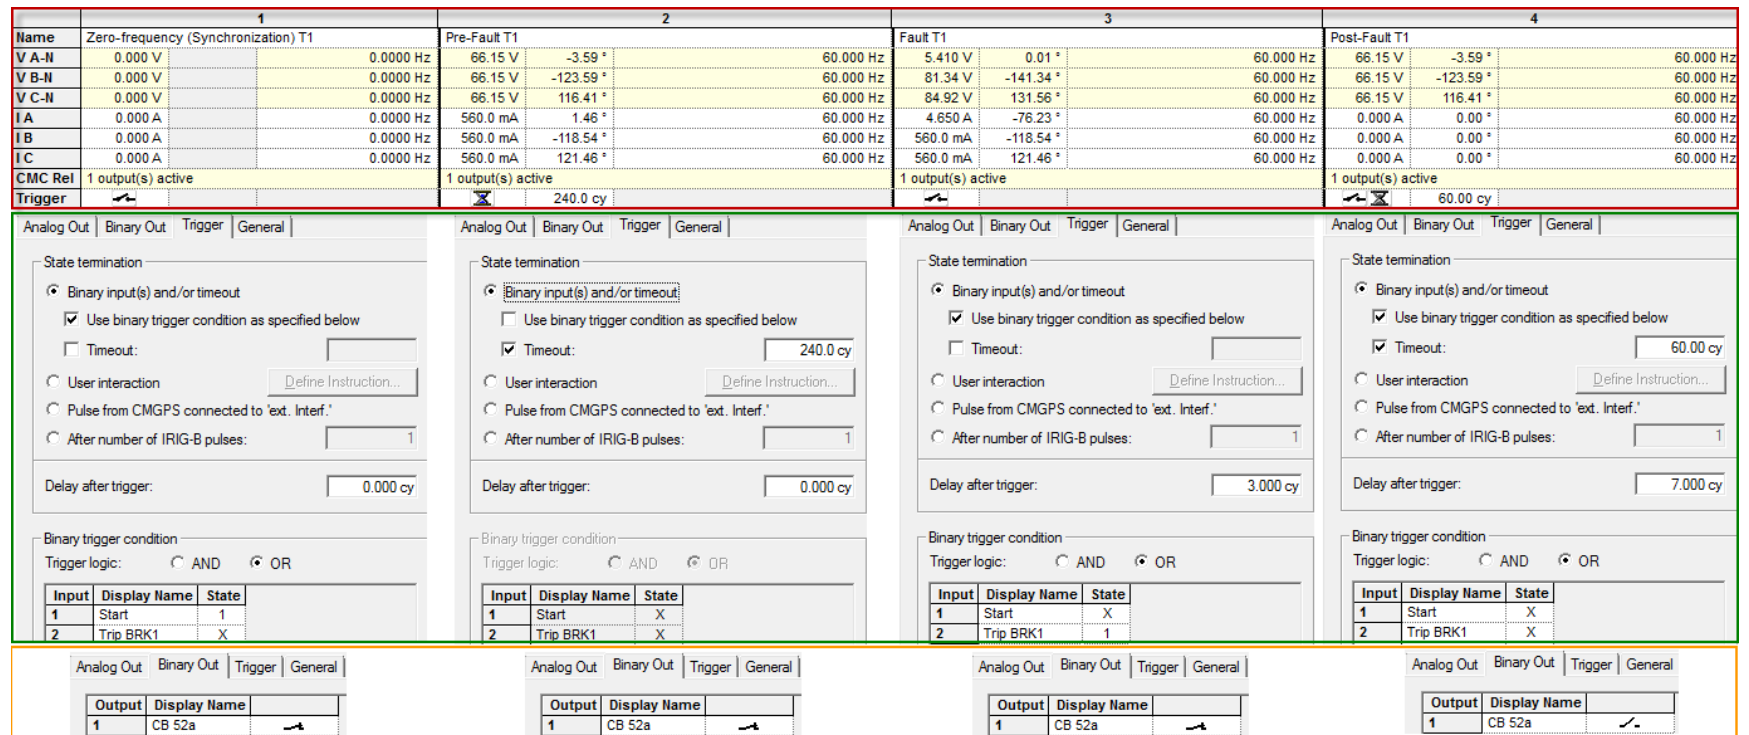 1 2 3 4
Name Zero-frequency (Synchronization) T1 Pre-Fault T1 Fault T1 Post-Fault T1
V A-N 0.000 V 0.0000 Hz 66.15 V -3.59 ° 60.000 Hz 5.410 V 0.01 ° 60.000 Hz 66.15 V -3.59 ° 60.000 Hz
V B-N 0.000 V 0.0000 Hz 66.15 V -123.59 ° 60.000 Hz 81.34 V -141.34 ° 60.000 Hz 66.15 V -123.59 ° 60.000 Hz
V C-N 0.000 V 0.0000 Hz 66.15 V 116.41 ° 60.000 Hz 84.92 V 131.56 ° 60.000 Hz 66.15 V 116.41 ° 60.000 Hz
I A 0.000 A 0.0000 Hz 560.0 mA 1.46 ° 60.000 Hz 4.650 A -76.23 ° 60.000 Hz 0.000 A 0.00 ° 60.000 Hz
I B 0.000 A 0.0000 Hz 560.0 mA -118.54 ° 60.000 Hz 560.0 mA -118.54 ° 60.000 Hz 0.000 A 0.00 ° 60.000 Hz
I C 0.000 A 0.0000 Hz 560.0 mA 121.46 ° 60.000 Hz 560.0 mA 121.46 ° 60.000 Hz 0.000 A 0.00 ° 60.000 Hz
CMC Rel 1 output(s) active 1 output(s) active 1 output(s) active 1 output(s) active
Trigger 240.0 cy 60.00 cy
Analog Out Binary Out Trigger General Analog Out Binary Out Trigger General Analog Out Binary Out Trigger General Analog Out Binary Out Trigger General
State termination State termination State termination State termination
Binary input(s) and/or timeout Binary input(s) and/or timeout Binary input(s) and/or timeout Binary input(s) and/or timeout
Use binary trigger condition as specified below Use binary trigger condition as specified below Use binary trigger condition as specified below Use binary trigger condition as specified below
Timeout: Timeout: 240.0 cy Timeout: Timeout: 60.00 cy
User interaction Define Instruction... User interaction Define Instruction... User interaction Define Instruction... User interaction Define Instruction...
Pulse from CMGPS connected to 'ext. Interf.' Pulse from CMGPS connected to 'ext. Interf.' Pulse from CMGPS connected to 'ext. Interf.' Pulse from CMGPS connected to 'ext. Interf.'
After number of IRIG-B pulses: 1 After number of IRIG-B pulses: 1 After number of IRIG-B pulses: 1 After number of IRIG-B pulses: 1
Delay after trigger: 0.000 cy Delay after trigger: 0.000 cy Delay after trigger: 3.000 cy Delay after trigger: 7.000 cy
Binary trigger condition Binary trigger condition Binary trigger condition Binary trigger condition
Trigger logic: AND OR Trigger logic: AND OR Trigger logic: AND OR Trigger logic: AND OR
Input Display Name State Input Display Name State Input Display Name State Input Display Name State
1 Start 1 1 Start X 1 Start X 1 Start X
2 Trip BRK1 X 2 Trip BRK1 X 2 Trip BRK1 1 2 Trip BRK1 X
Analog Out Binary Out Trigger General Analog Out Binary Out Trigger General Analog Out Binary Out Trigger General Analog Out Binary Out Trigger General
Output Display Name Output Display Name Output Display Name Output Display Name
1 CB 52a 1 CB 52a 1 CB 52a 1 CB 52a